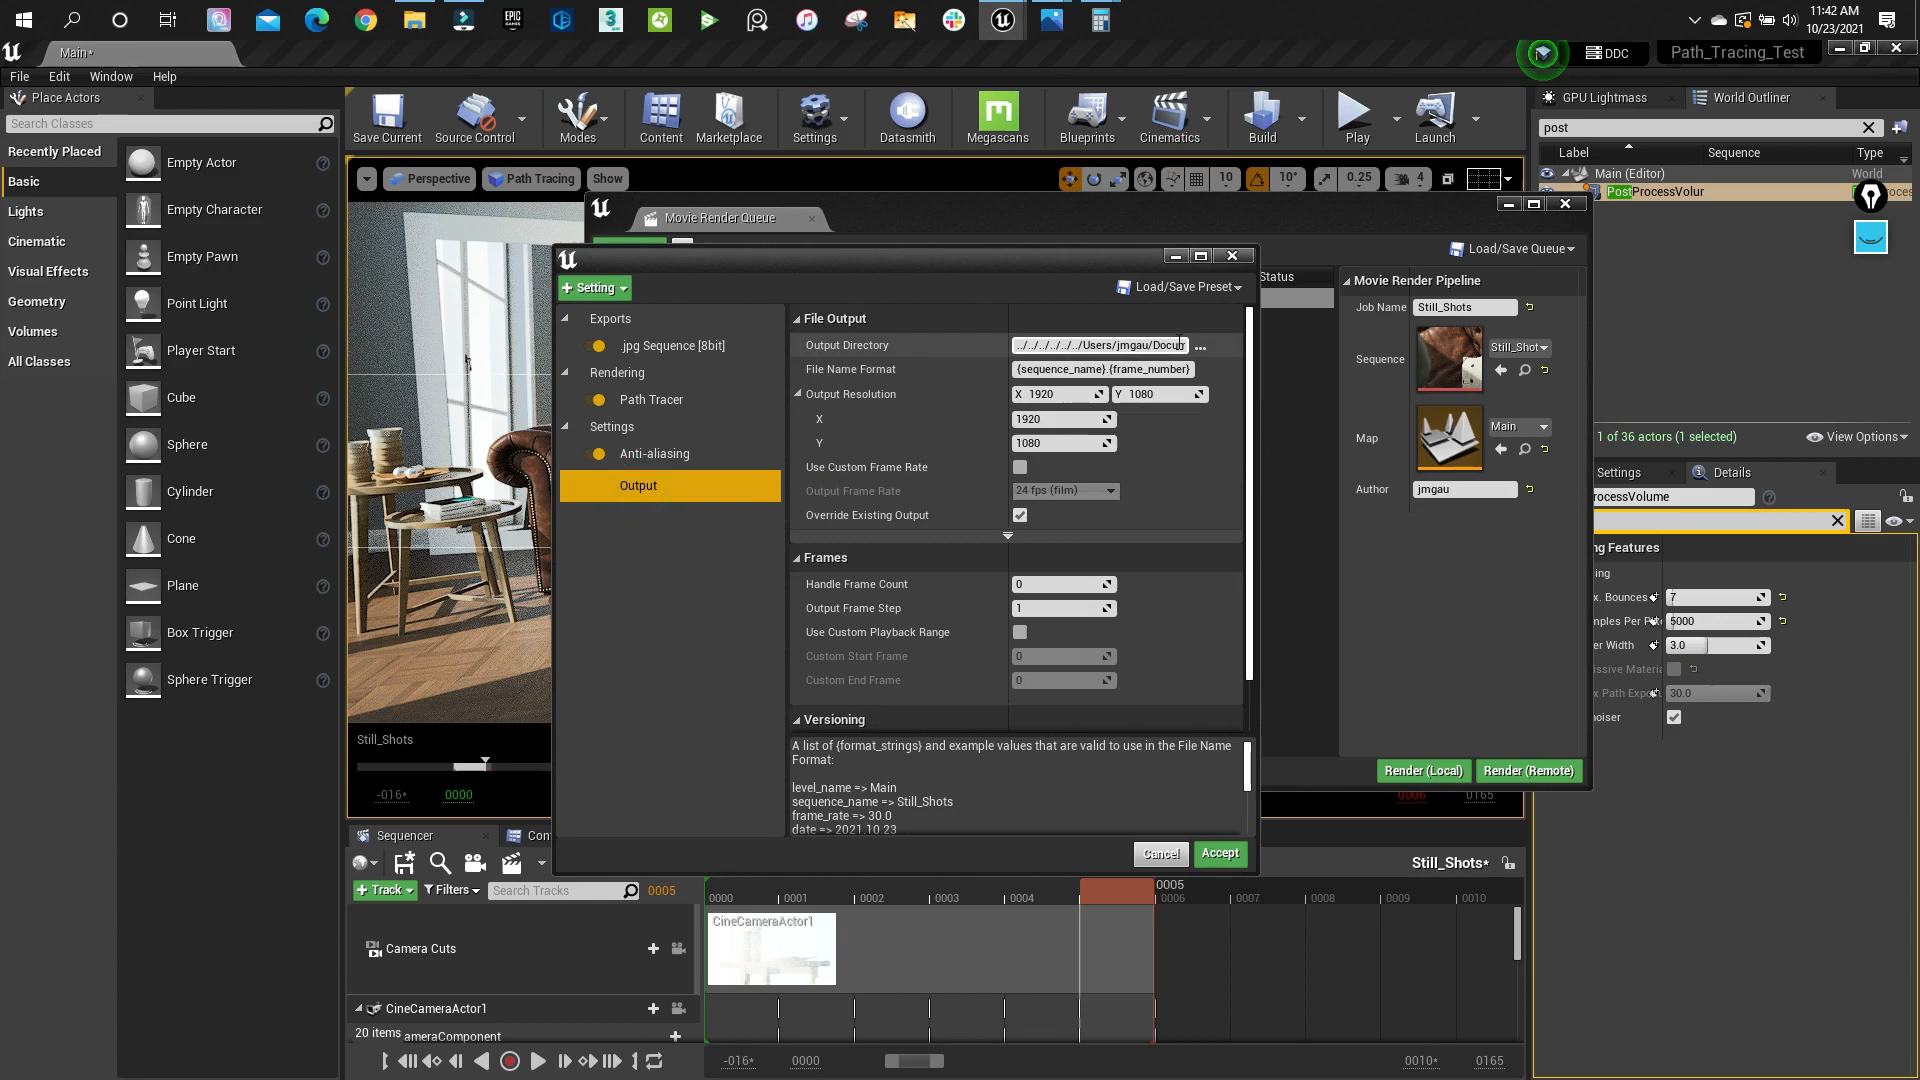 11:42 AM
10/23/2021
Main*
DDC
Path_Tracing_Test
File Edit Window Help
Place Actors
Search Classes
Recently Placed
Basic
Lights
Cinematic
Visual Effects
Geometry
Volumes
All Classes
Empty Actor
Empty Character
Empty Pawn
Point Light
Player Start
Cube
Sphere
Cylinder
Cone
Plane
Box Trigger
Sphere Trigger
Save Current
Source Control
Modes
Content
Marketplace
Settings
Datasmith
Megascans
Blueprints
Cinematics
Build
Play
Launch
Perspective
Path Tracing
Show
10
10°
0.25
4
Movie Render Queue
Load/Save Queue
Status
+ Setting
Load/Save Preset
Exports
.jpg Sequence [8bit]
Rendering
Path Tracer
Settings
Anti-aliasing
Output
File Output
Output Directory ../../../../../../Users/jmgau/Docu
File Name Format {sequence_name}.{frame_number}
Output Resolution X 1920 Y 1080
X 1920
Y 1080
Use Custom Frame Rate
Output Frame Rate 24 fps (film)
Override Existing Output
Frames
Handle Frame Count 0
Output Frame Step 1
Use Custom Playback Range
Custom Start Frame 0
Custom End Frame 0
Versioning
A list of {format_strings} and example values that are valid to use in the File Name
Format:
level_name => Main
sequence_name => Still_Shots
frame_rate => 30.0
date => 2021.10.23
Cancel
Accept
Movie Render Pipeline
Job Name Still_Shots
Sequence Still_Shot
Map Main
Author jmgau
Render (Local)
Render (Remote)
GPU Lightmass
World Outliner
post
Label Sequence Type
Main (Editor) World
PostProcessVolur
1 of 36 actors (1 selected)
View Options
Settings
Details
rocessVolume
ng Features
ing
x. Bounces 7
mples Per Pi 5000
er Width 3.0
issive Materia
x Path Expo 30.0
noiser
Still_Shots
-016*
0000
0006
0165
Sequencer
Con
Still_Shots*
+ Track
Filters
Search Tracks
0005
0005
0000 0001 0002 0003 0004 0006 0007 0008 0009 0010
CineCameraActor1
Camera Cuts
CineCameraActor1
20 items
ameraComponent
-016*
0000
0010*
0165